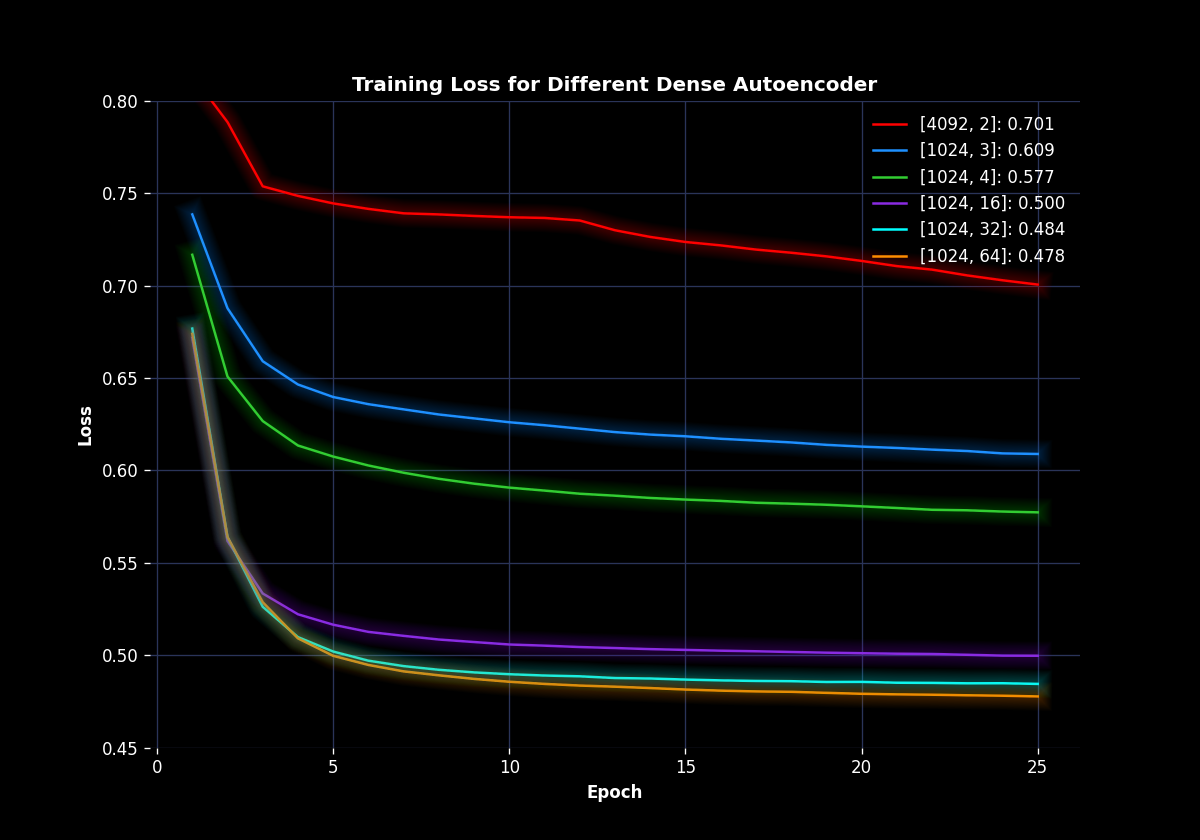 Training Loss for Different Dense Autoencoder
0.80
0.75
0.70
0.65
0.60
0.55
0.50
0.45
Loss
[4092, 2]: 0.701
[1024, 3]: 0.609
[1024, 4]: 0.577
[1024, 16]: 0.500
[1024, 32]: 0.484
[1024, 64]: 0.478
0 5 10 15 20 25
Epoch